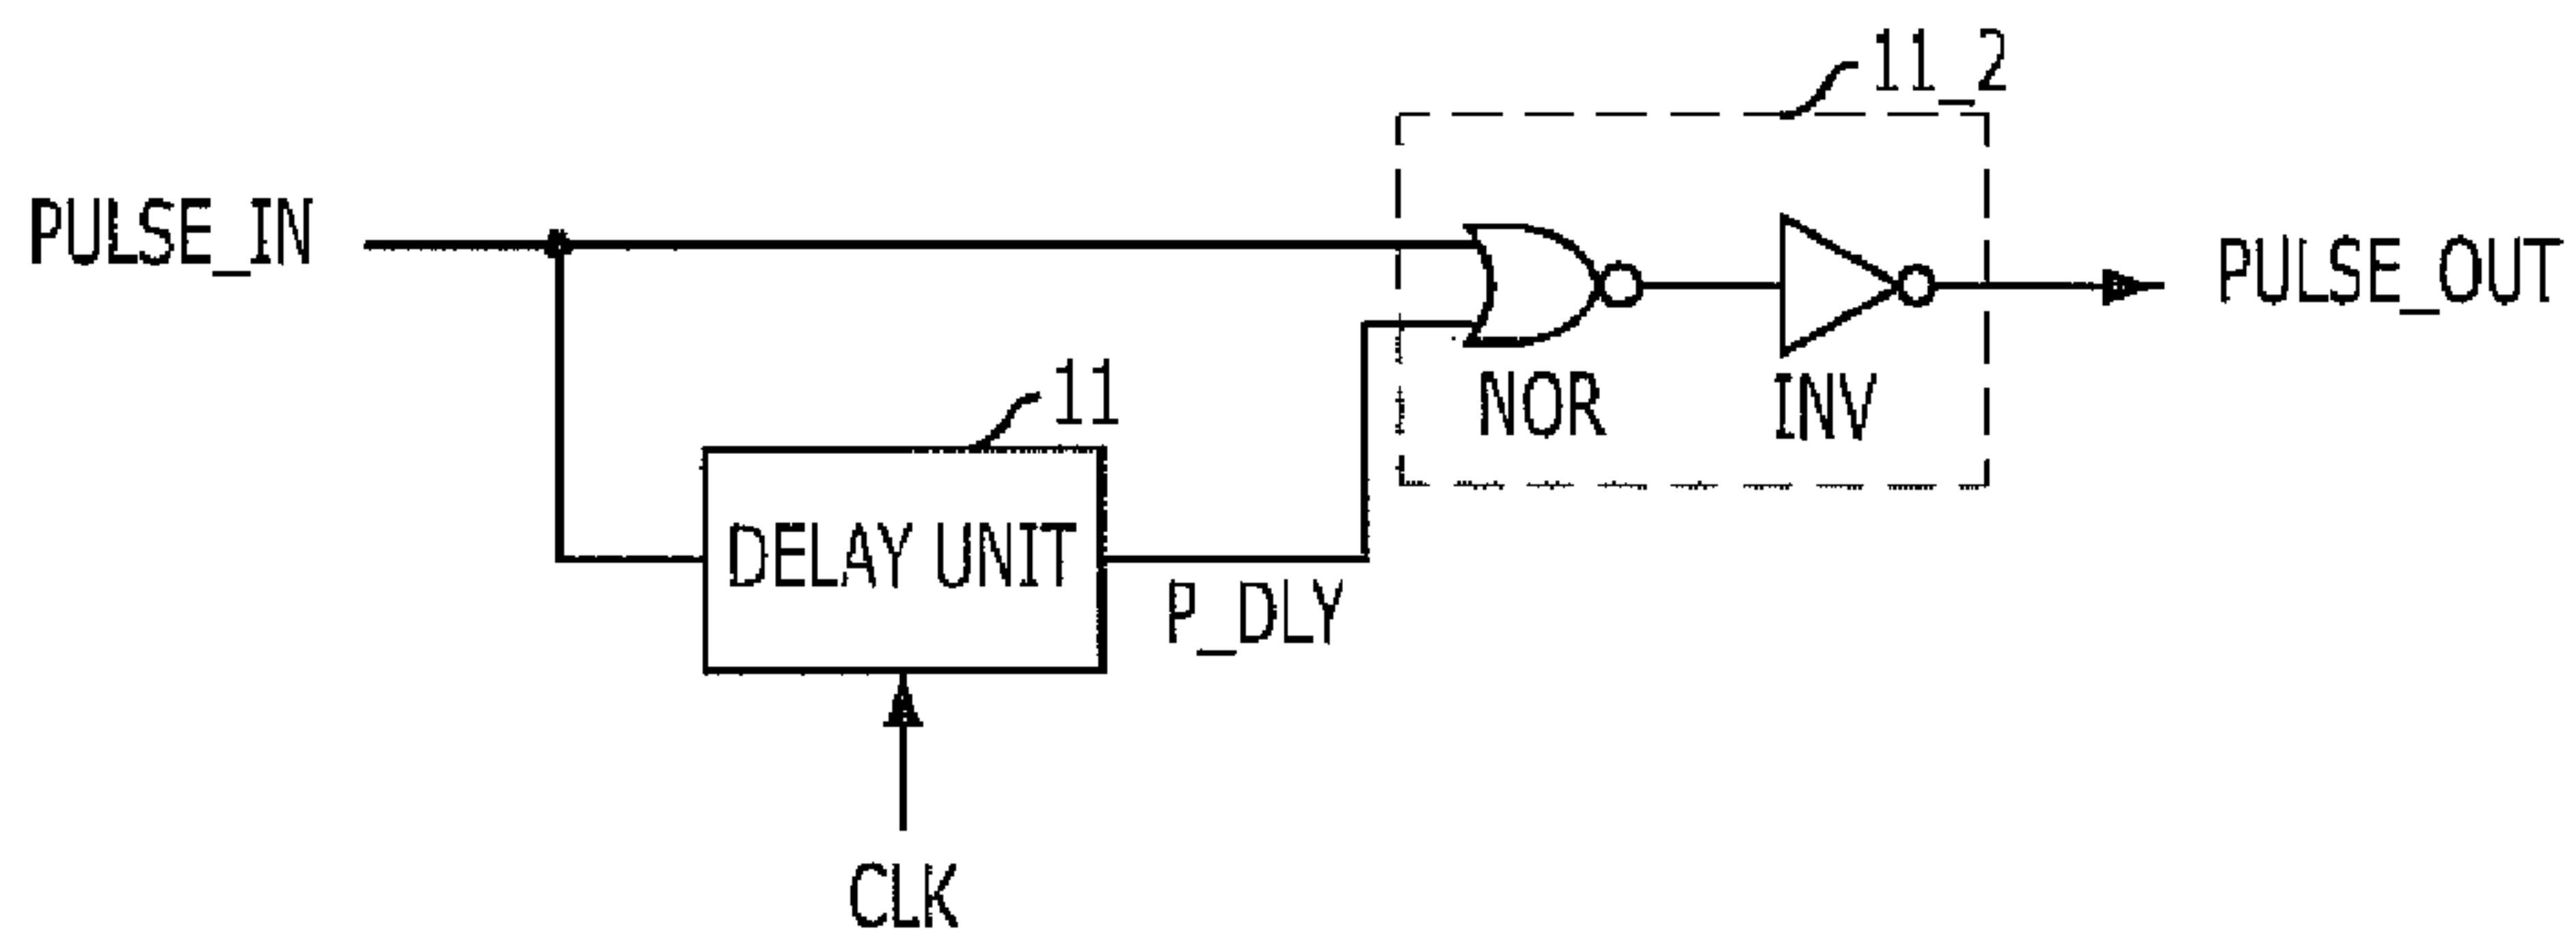 11_2
PULSE_IN
PULSE_OUT
11
NOR
INV
DELAY UNIT
P_DLY
CLK